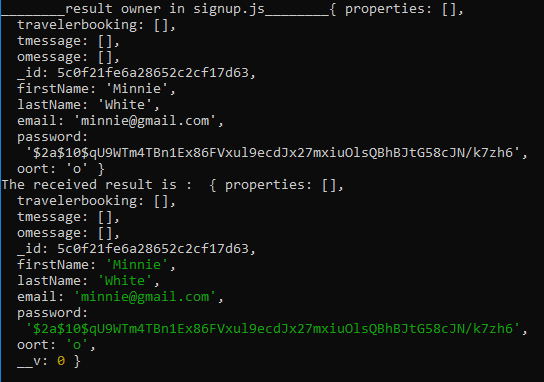 ________result owner in signup.js________{ properties: [],
travelerbooking: [],
tmessage: [],
omessage: [],
_id: 5c0f21fe6a28652c2cf17d63,
firstName: 'Minnie',
lastName: 'White',
email: 'minnie@gmail.com',
password:
'$2a$10$qU9WTm4TBn1Ex86FVxul9ecdJx27mxiuOlsQBhBJtG58cJN/k7zh6',
oort: 'o' }
The received result is :  { properties: [],
travelerbooking: [],
tmessage: [],
omessage: [],
_id: 5c0f21fe6a28652c2cf17d63,
firstName: 'Minnie',
lastName: 'White',
email: 'minnie@gmail.com',
password:
'$2a$10$qU9WTm4TBn1Ex86FVxul9ecdJx27mxiuOlsQBhBJtG58cJN/k7zh6',
oort: 'o',
__v: 0 }